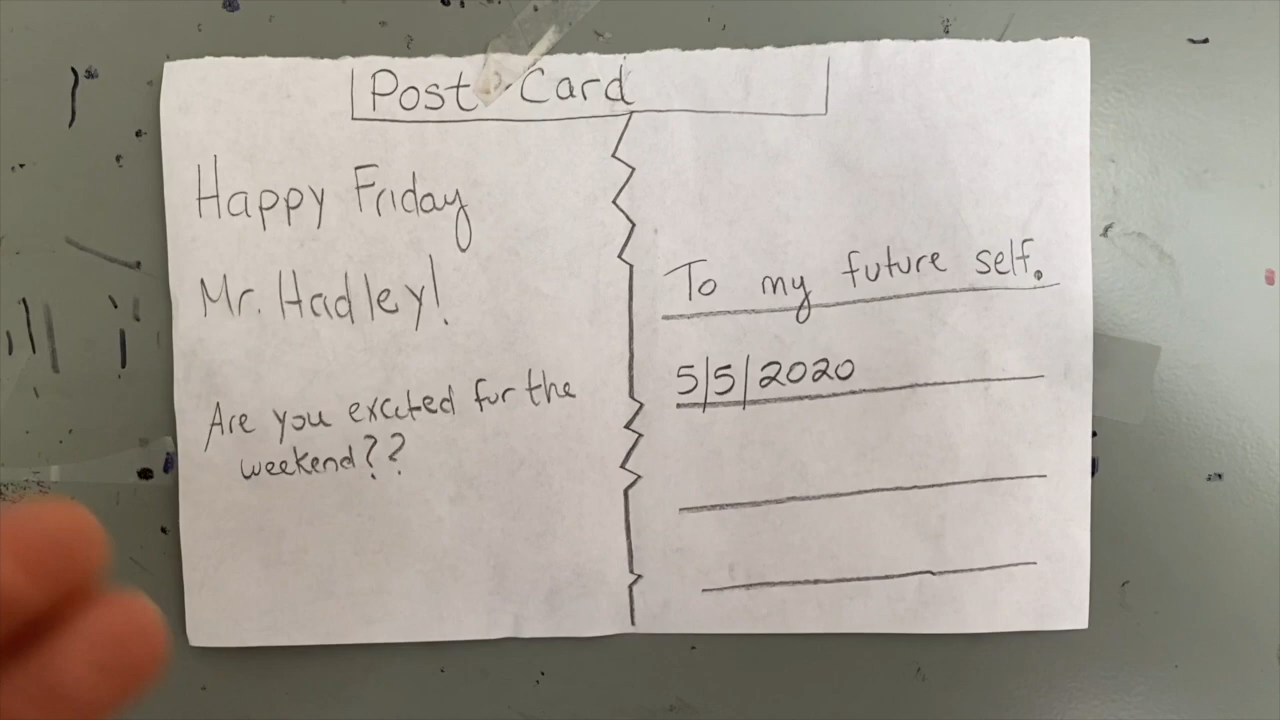 Post Card
Happy Friday
Mr. Hadley!
Are you excited for the
weekend??
To my future self.
5/5/2020